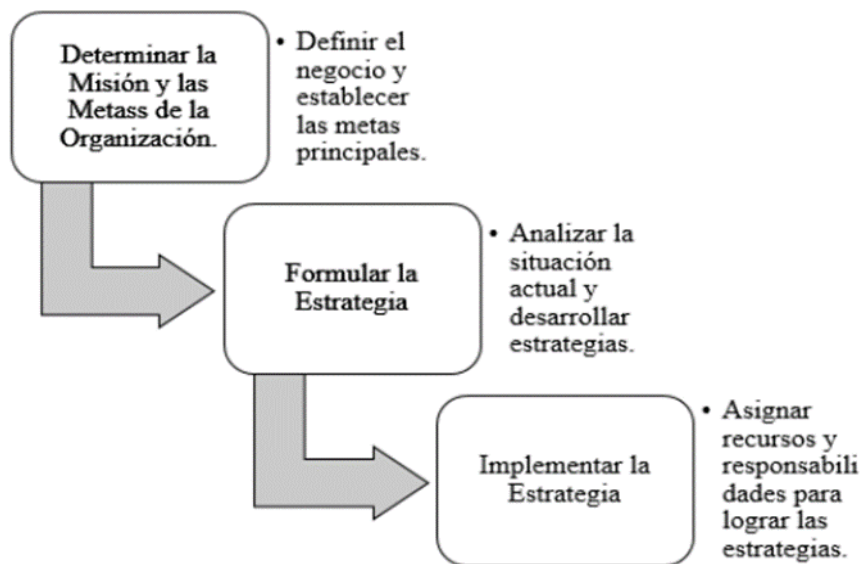 Determinar la
Misión y las
Metass de la
Organización.
• Definir el
negocio y
establecer
las metas
principales.
Formular la
Estrategia
• Analizar la
situación
actual y
desarrollar
estrategias.
Implementar la
Estrategia
• Asignar
recursos y
responsabili
dades para
lograr las
estrategias.